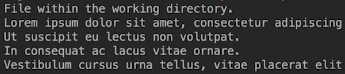 File within the working directory.
Lorem ipsum dolor sit amet, consectetur adipiscing
Ut suscipit eu lectus non volutpat.
In consequat ac lacus vitae ornare.
Vestibulum cursus urna tellus, vitae placerat elit